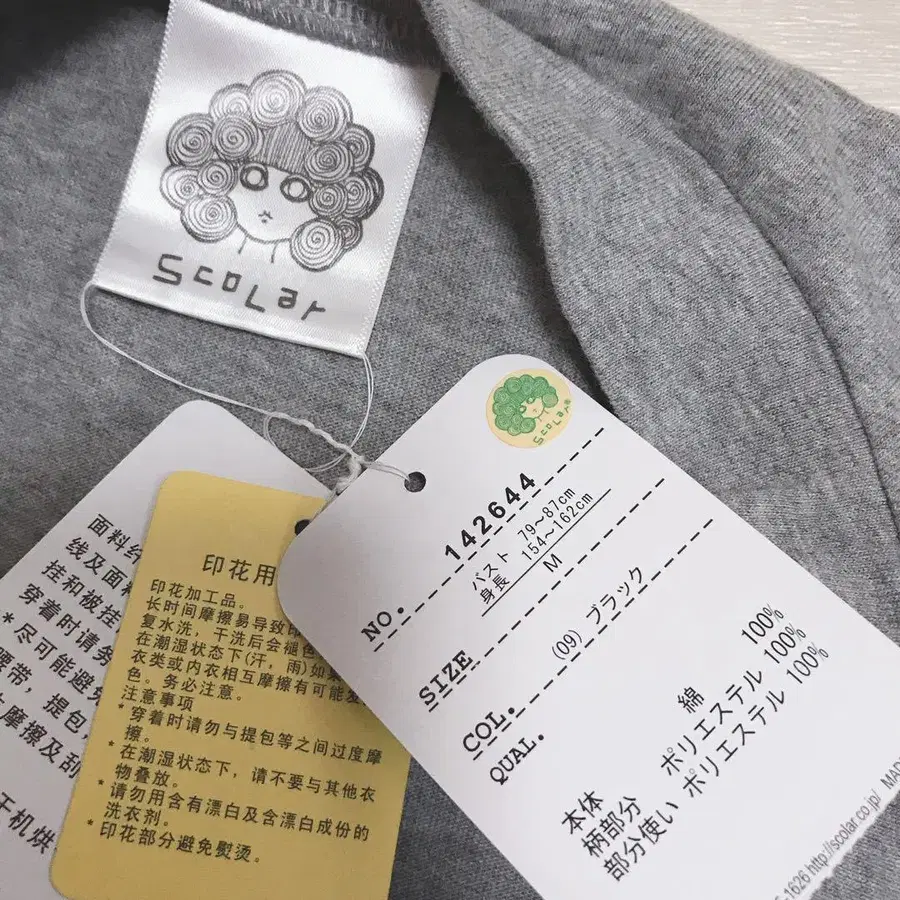 Scolar
Scolar
NO. 142644
バスト 79～87cm
身長 154～162cm
SIZE M
COL. (09) ブラック
QUAL.
本体 綿 100%
柄部分 ポリエステル 100%
部分使い ポリエステル 100%
-1626 http://scolar.co.jp/ MAD
印花用
印花加工品。
长时间摩擦易导致印
复水洗，干洗后会褪色
在潮湿状态下(汗，雨)如果
衣类或内衣相互摩擦有可能发
色。务必注意。
注意事项
*穿着时请勿与提包等之间过度摩
擦。
*在潮湿状态下，请不要与其他衣
物叠放。
*请勿用含有漂白及含漂白成份的
洗衣剂。
*印花部分避免熨烫。
面料纤
线及面料
挂和被挂
穿着时请务
*尽可能避免
腰带，提包
摩擦及刮
干机烘